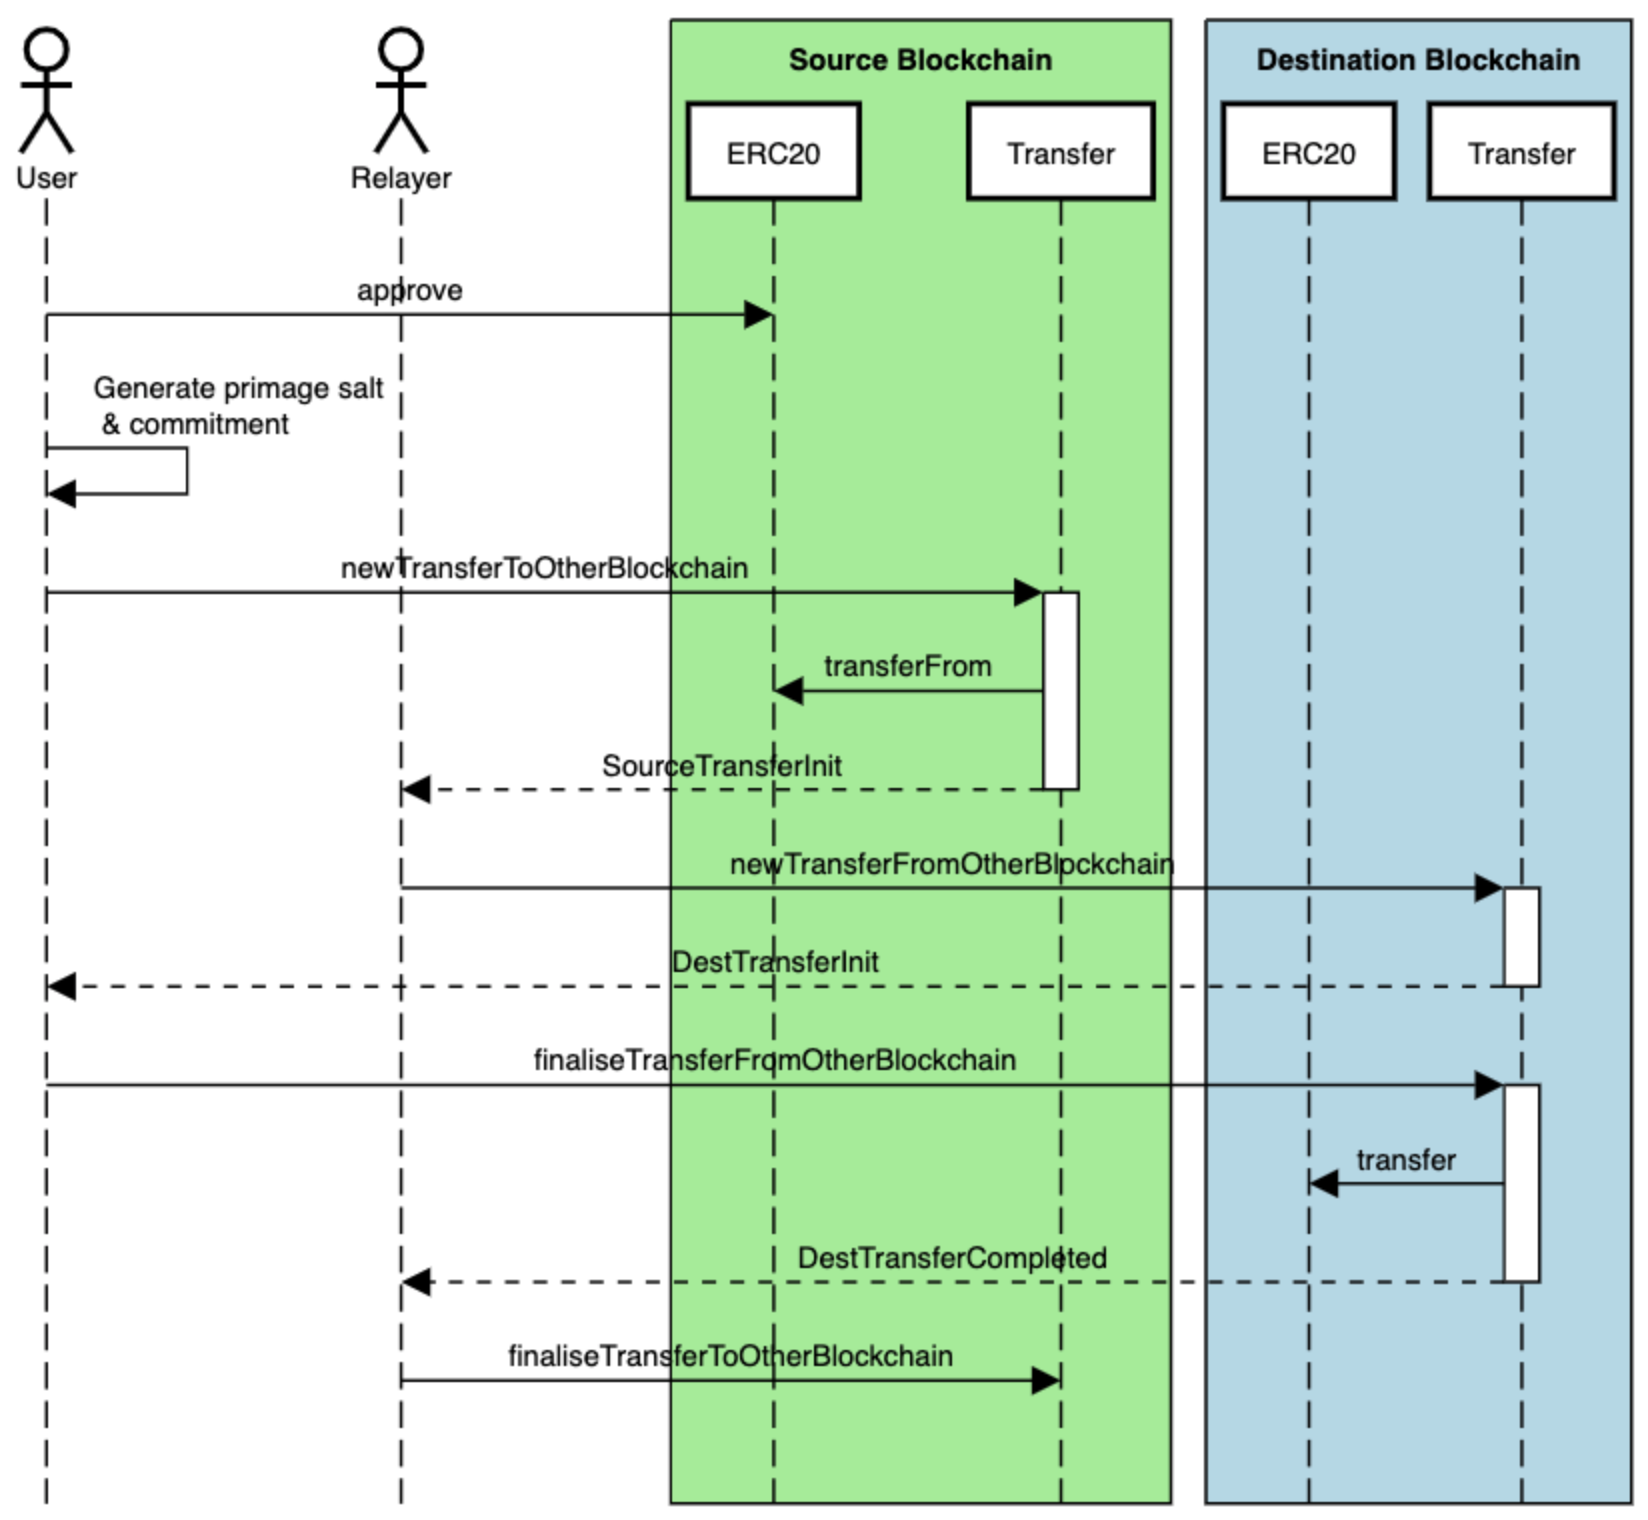 Source Blockchain
Destination Blockchain
ERC20
Transfer
ERC20
Transfer
User
Relayer
approve
Generate primage salt
& commitment
newTransferToOtherBlockchain
transferFrom
SourceTransferInit
newTransferFromOtherBlockchain
DestTransferInit
finaliseTransferFromOtherBlockchain
transfer
DestTransferCompleted
finaliseTransferToOtherBlockchain